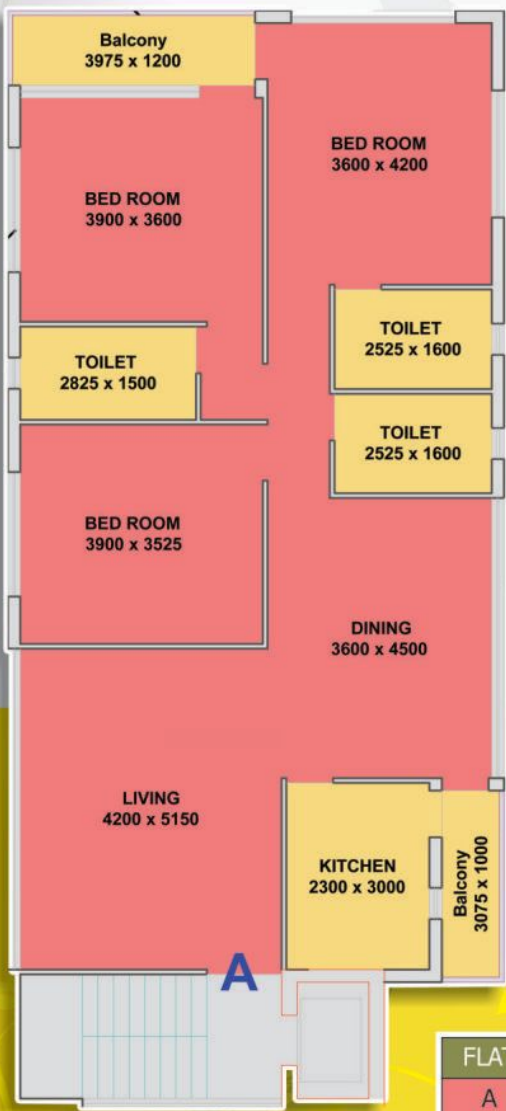 Balcony
3975 x 1200
BED ROOM
3600 x 4200
BED ROOM
3900 x 3600
TOILET
2525 x 1600
TOILET
2825 x 1500
TOILET
2525 x 1600
BED ROOM
3900 x 3525
DINING
3600 x 4500
LIVING
4200 x 5150
KITCHEN
2300 x 3000
Balcony
3075 x 1000
A
FLAT
A